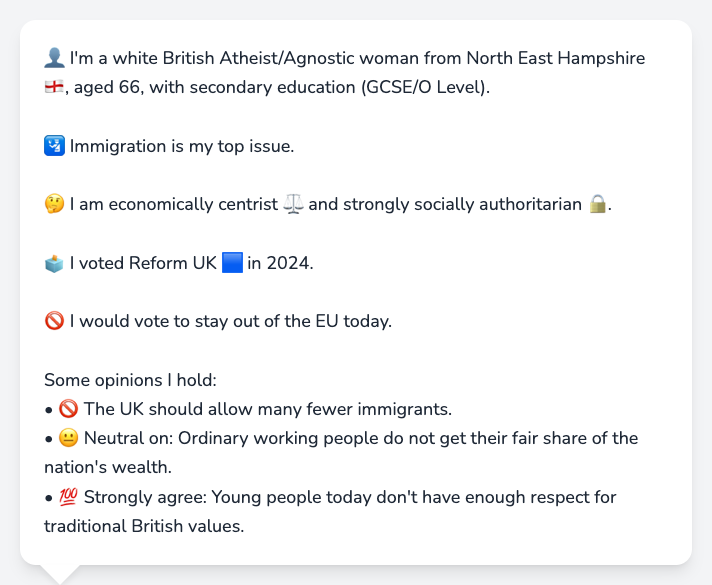 👤 I'm a white British Atheist/Agnostic woman from North East Hampshire
🏴󠁧󠁢󠁥󠁮󠁧󠁿, aged 66, with secondary education (GCSE/O Level).
🛂 Immigration is my top issue.
🤔 I am economically centrist ⚖️ and strongly socially authoritarian 🔒.
🗳️ I voted Reform UK 🟦 in 2024.
🚫 I would vote to stay out of the EU today.
Some opinions I hold:
• 🚫 The UK should allow many fewer immigrants.
• 😐 Neutral on: Ordinary working people do not get their fair share of the
nation's wealth.
• 💯 Strongly agree: Young people today don't have enough respect for
traditional British values.